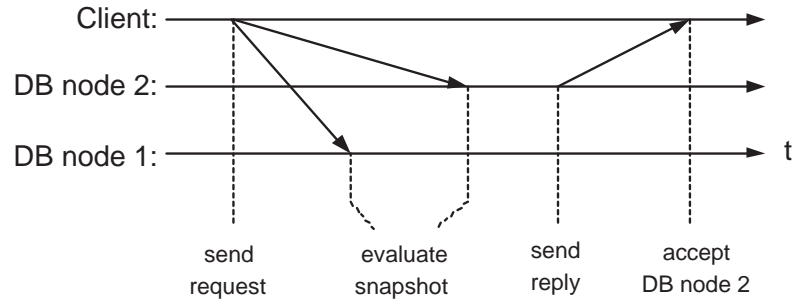 Client:
DB node 2:
DB node 1:
t
send
request
evaluate
snapshot
send
reply
accept
DB node 2